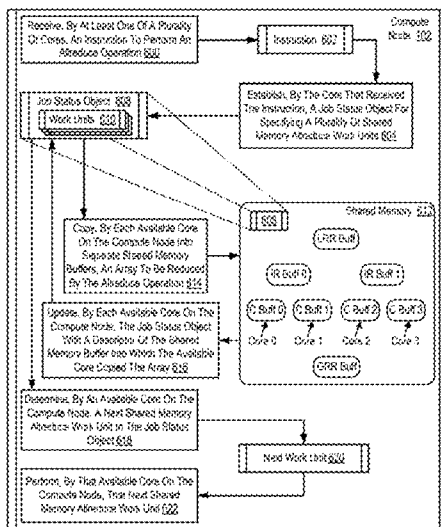 Receive, By At Least One Of A Plurality
Of Cores, An Instruction To Perform An
Allreduce Operation 600
Instruction 602
Compute
Node 102
Establish, By The Core That Received
The Instruction, A Job Status Object For
Specifying A Plurality Of Shared
Memory Allreduce Work Units 604
Job Status Object 606
Work Units
Shared Memory
606
LRR Buff
IR Buff 0
IR Buff 1
C Buff 0
C Buff 1
C Buff 2
C Buff 3
Core 0
Core 1
Core 2
Core 3
GRR Buff
Copy, By Each Available Core
On The Compute Node Into
Separate Shared Memory
Buffers, An Array To Be Reduced
By The Allreduce Operation 614
Update, By Each Available Core On The
Compute Node, The Job Status Object
With A Descriptor Of The Shared
Memory Buffer Into Which The Available
Core Copied The Array 616
Determine, By An Available Core On The
Compute Node, A Next Shared Memory
Allreduce Work Unit In The Job Status
Object 618
Next Work Unit 620
Perform, By That Available Core On The
Compute Node, That Next Shared
Memory Allreduce Work Unit 622